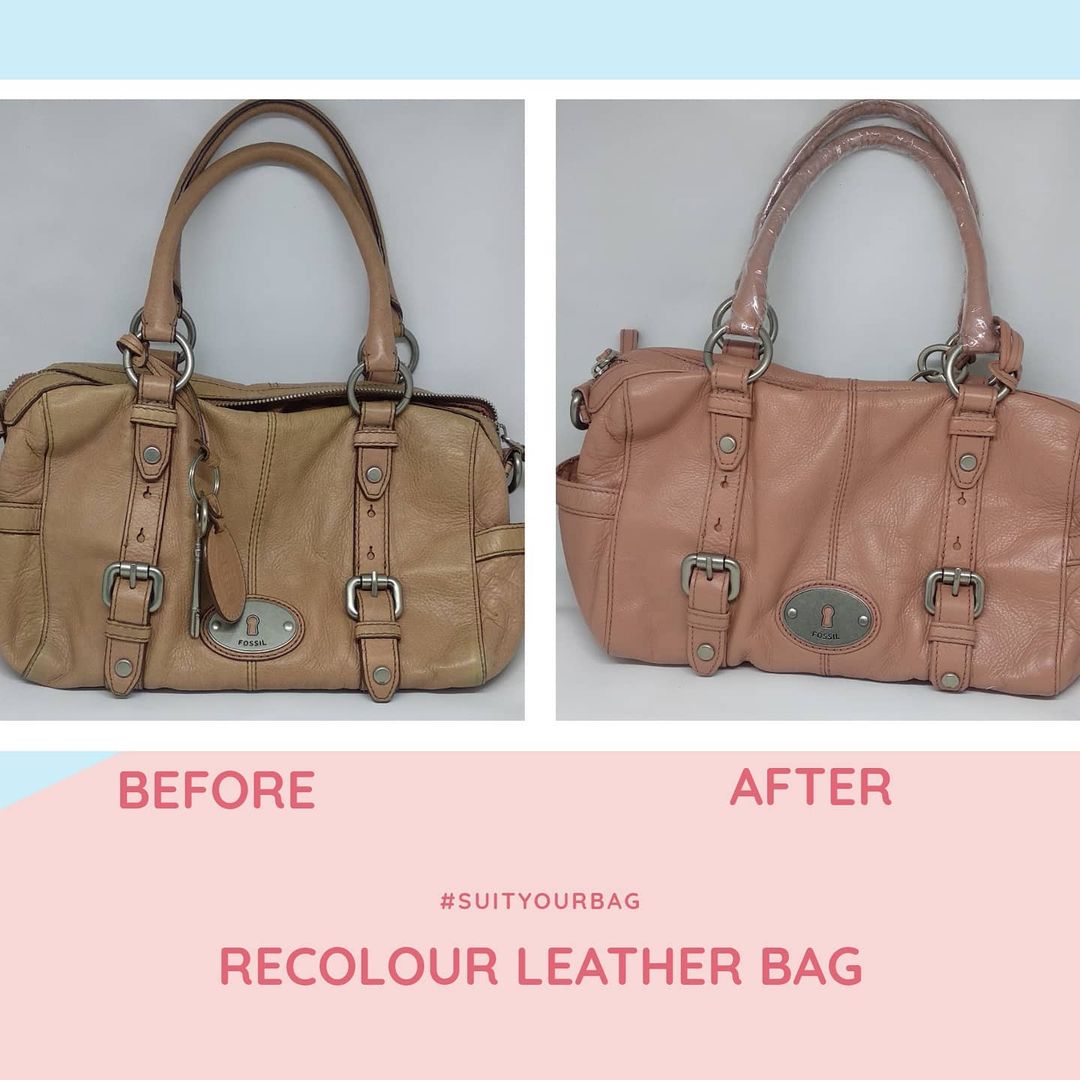 FOSSIL
FOSSIL
BEFORE
AFTER
#SUITYOURBAG
RECOLOUR LEATHER BAG